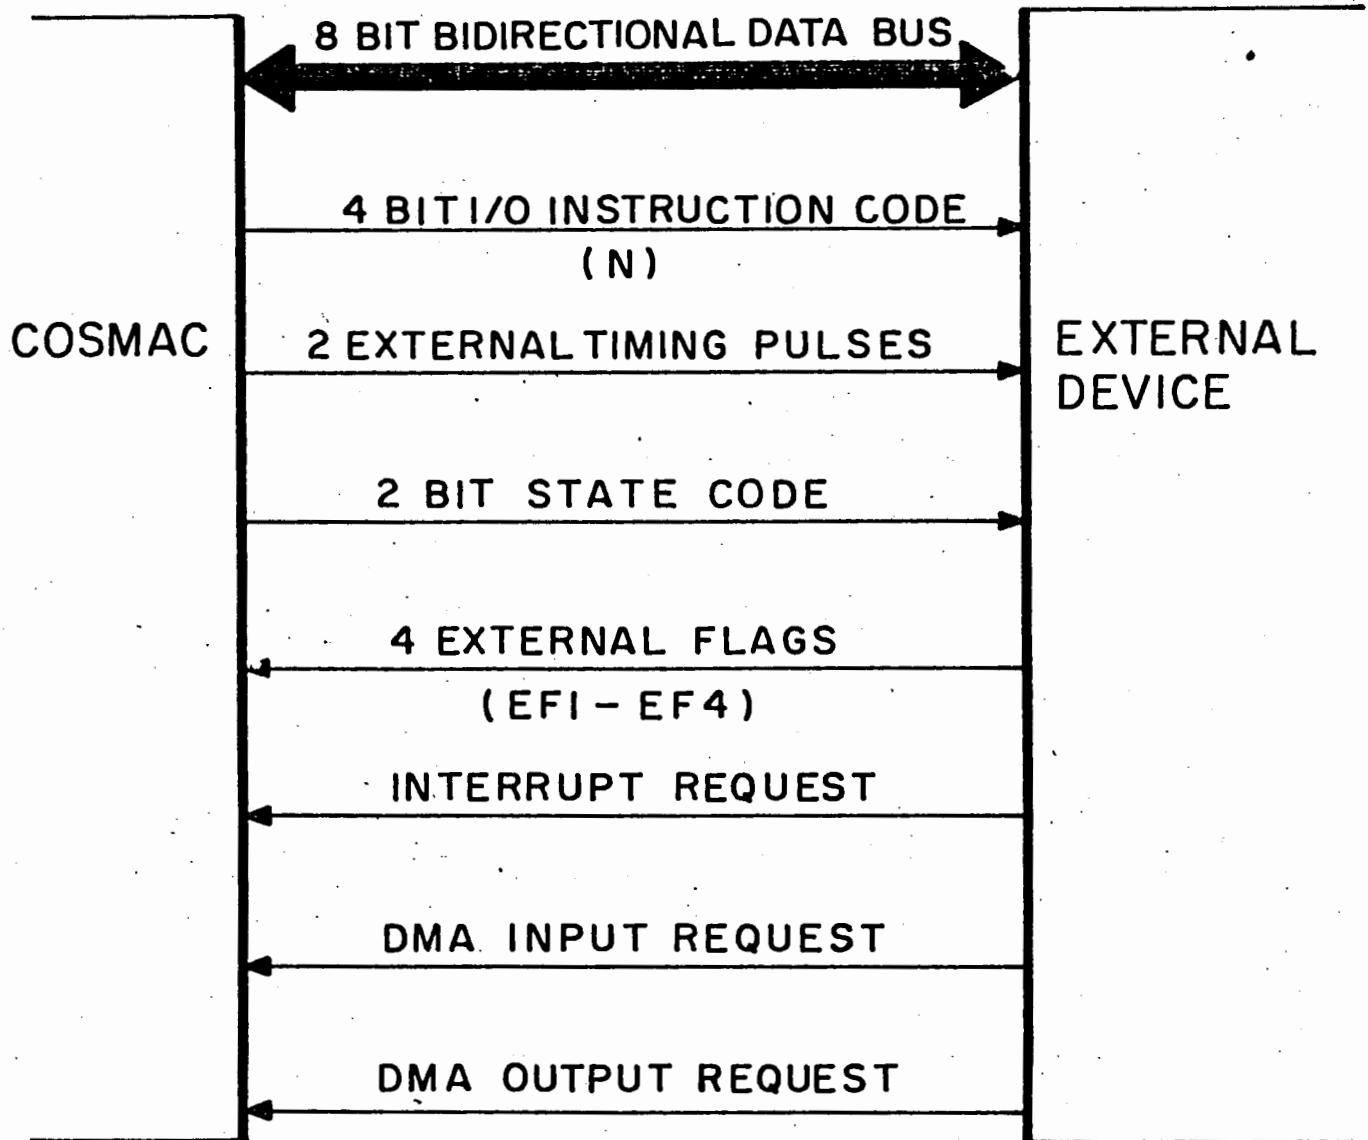 8 BIT BIDIRECTIONAL DATA BUS
4 BIT I/O INSTRUCTION CODE
(N)
COSMAC
2 EXTERNAL TIMING PULSES
EXTERNAL
DEVICE
2 BIT STATE CODE
4 EXTERNAL FLAGS
(EF1 - EF4)
INTERRUPT REQUEST
DMA INPUT REQUEST
DMA OUTPUT REQUEST